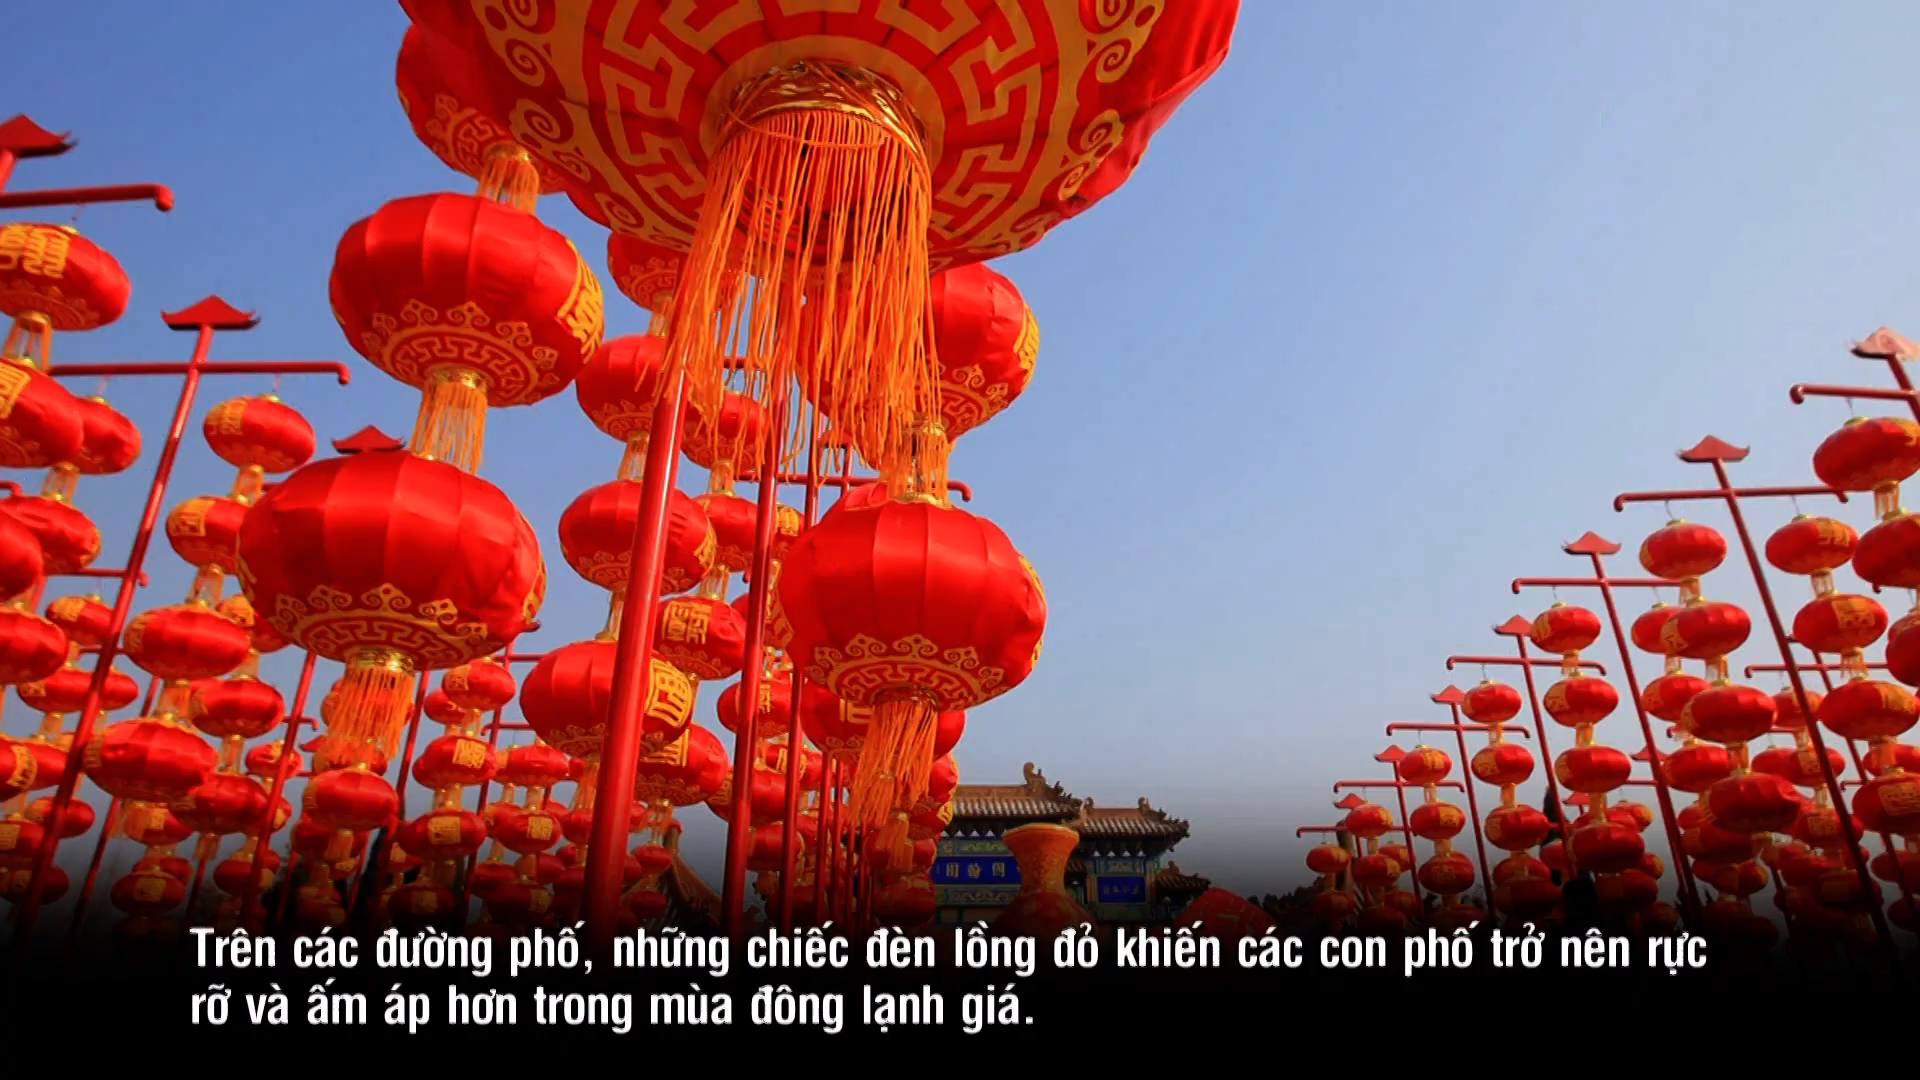 Trên các đường phố, những chiếc đèn lồng đỏ khiến các con phố trở nên rực
rỡ và ấm áp hơn trong mùa đông lạnh giá.